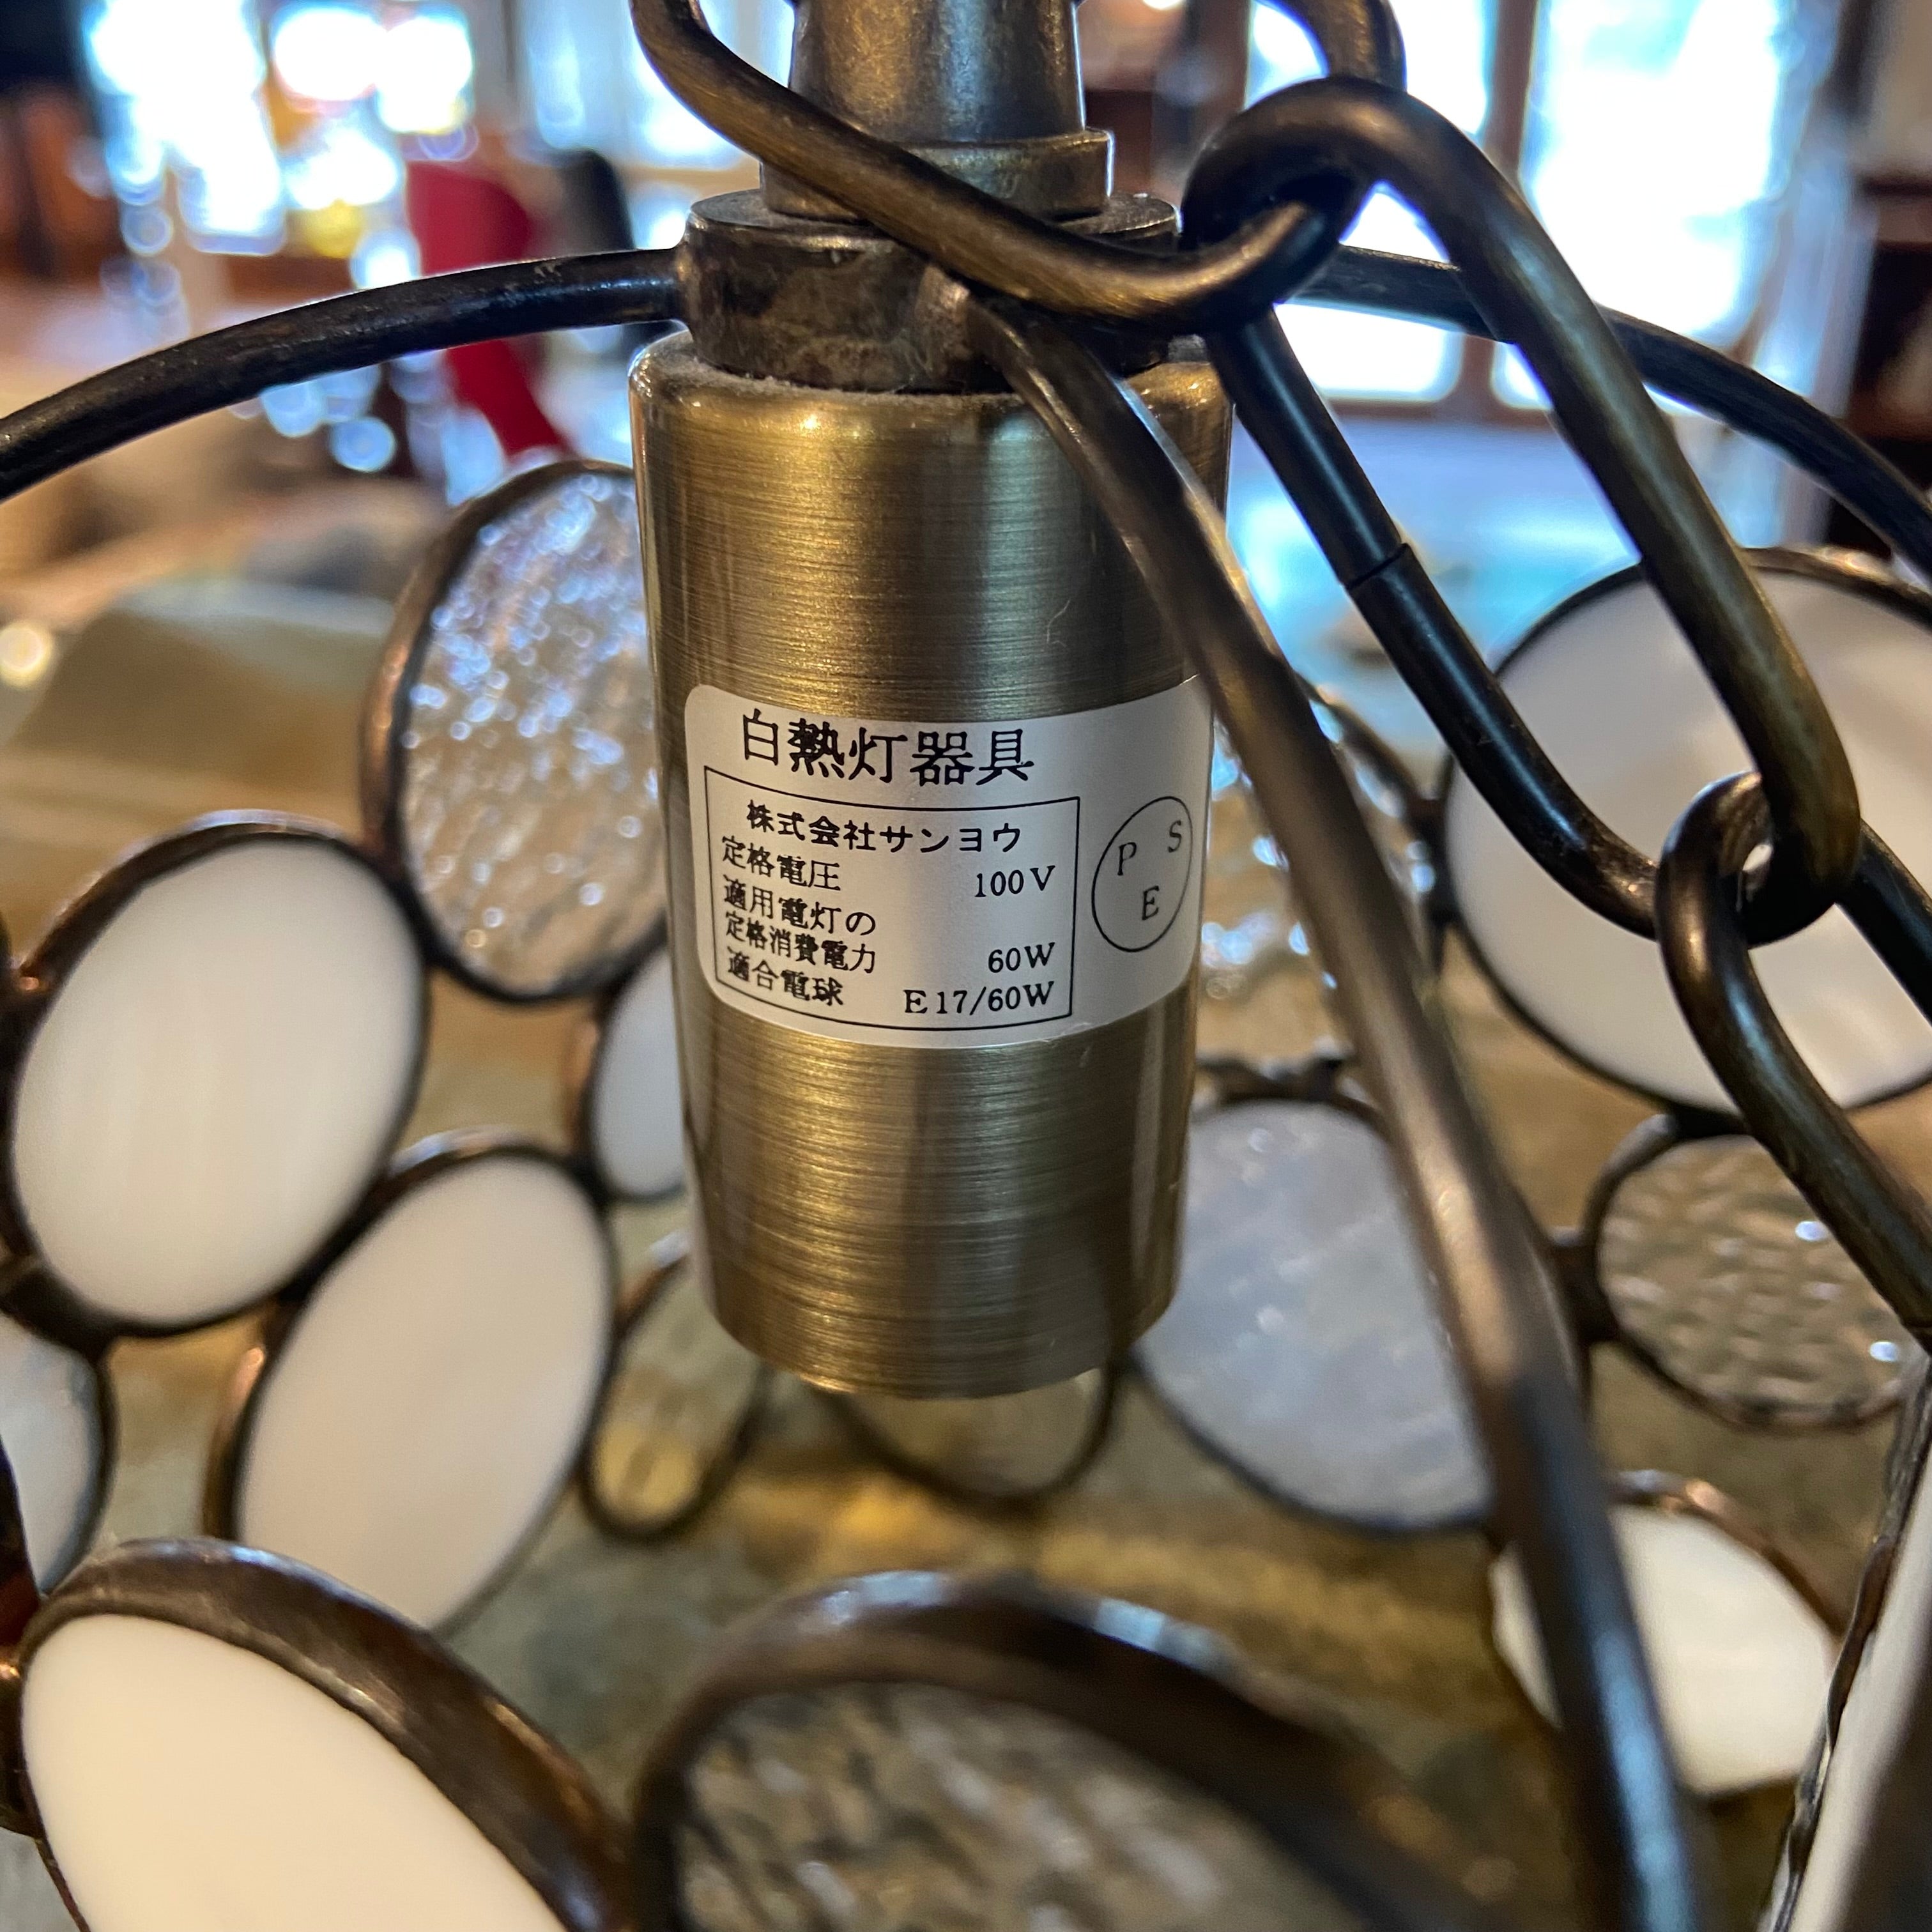 白熱灯器具
株式会社サンヨウ
定格電圧 100V
適用電灯の
定格消費電力 60W
適合電球 E17/60W
P S
E